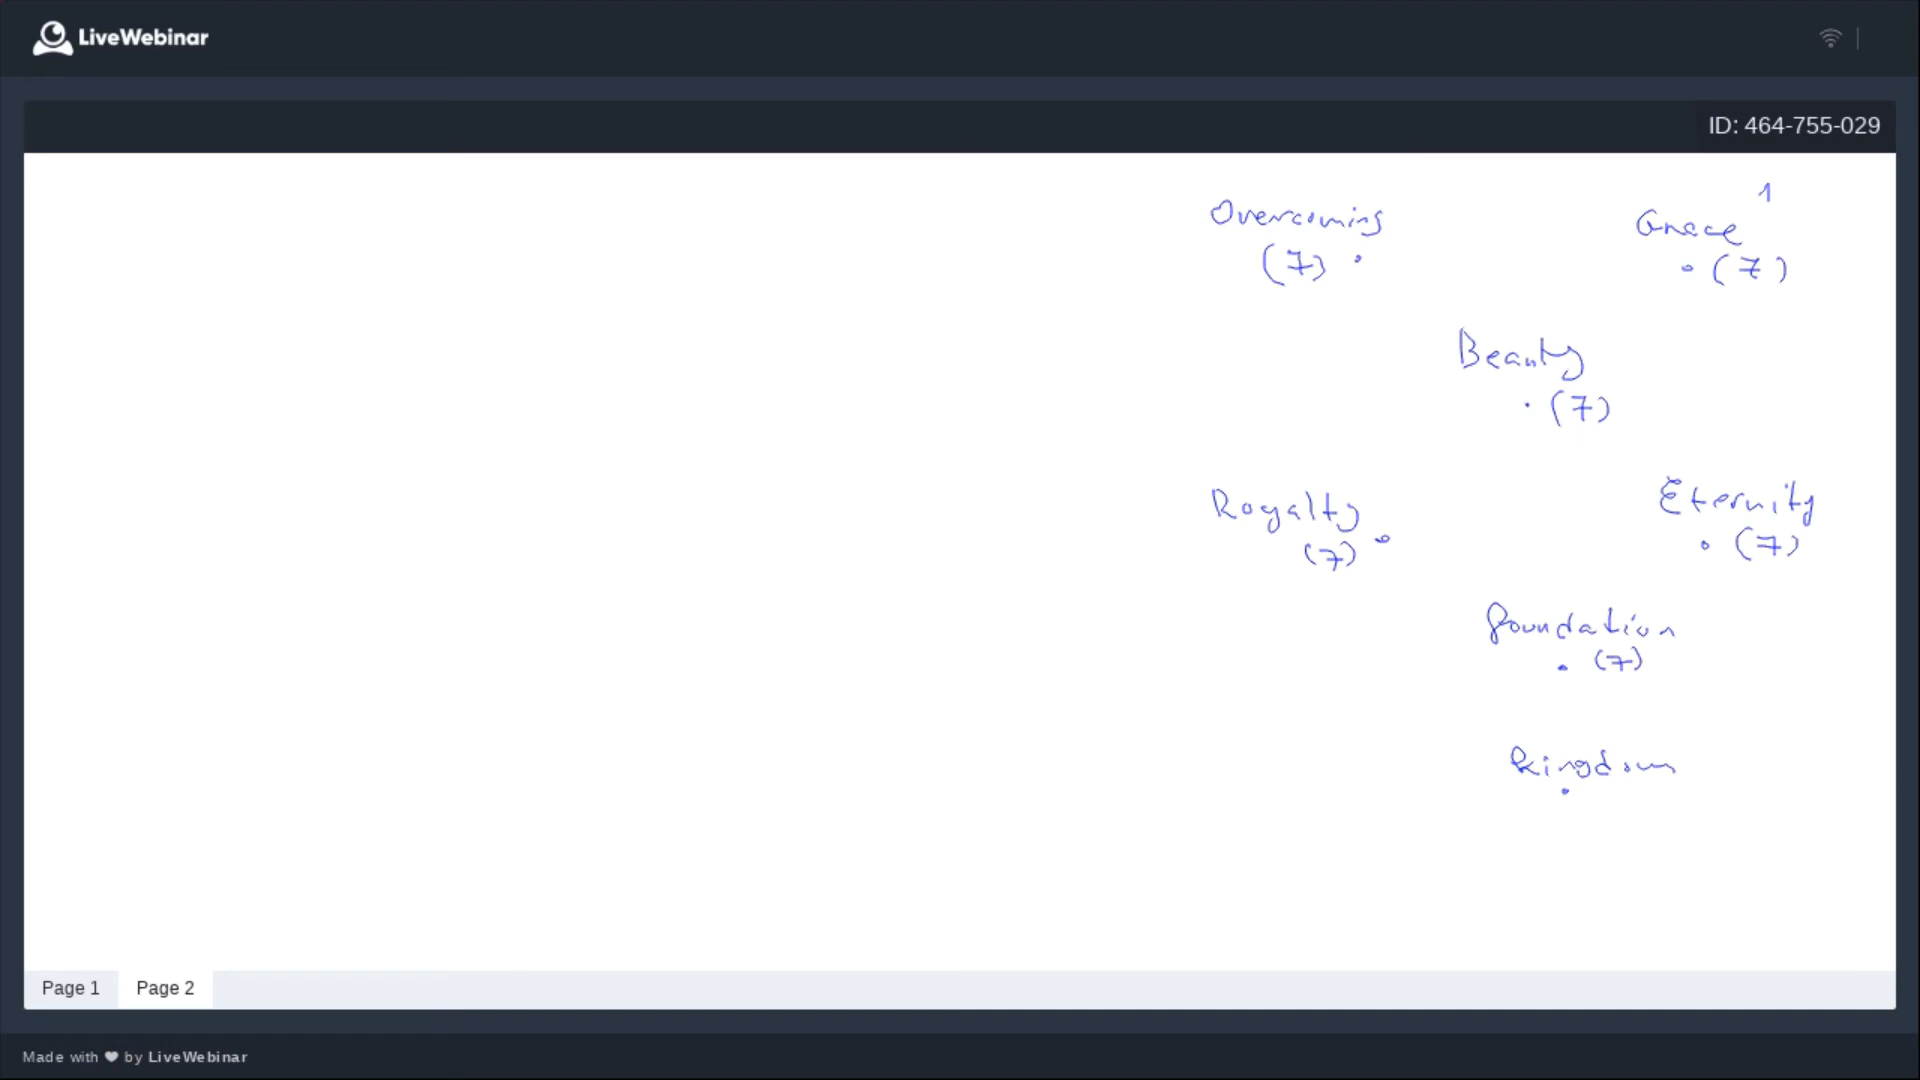 LiveWebinar
ID: 464-755-029
1
Overcoming
Grace
(7)
(7)
Beauty
(7)
Royalty
Eternity
(7)
(7)
foundation
(7)
kingdom
Page 1
Page 2
Made with ❤ by LiveWebinar